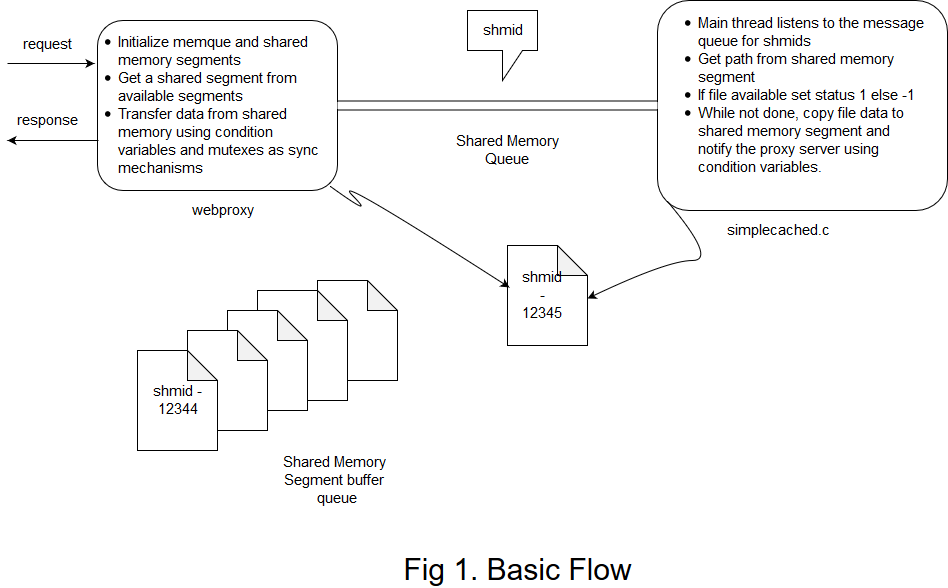 request
response
• Initialize memque and shared
memory segments
• Get a shared segment from
available segments
• Transfer data from shared
memory using condition
variables and mutexes as sync
mechanisms
webproxy
shmid
Shared Memory
Queue
• Main thread listens to the message
queue for shmids
• Get path from shared memory
segment
• If file available set status 1 else -1
• While not done, copy file data to
shared memory segment and
notify the proxy server using
condition variables.
simplecached.c
shmid
-
12345
shmid -
12344
Shared Memory
Segment buffer
queue
Fig 1. Basic Flow